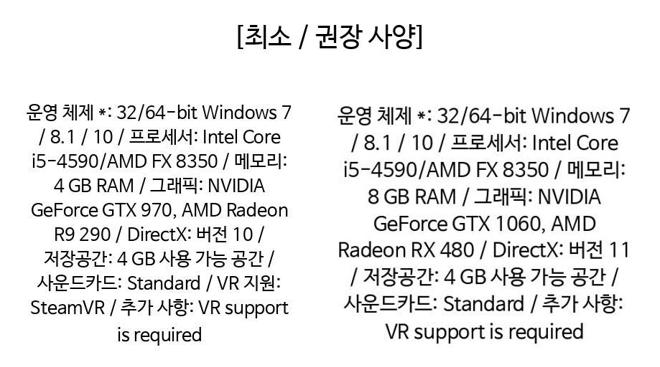 [최소 / 권장 사양]
운영 체제 *: 32/64-bit Windows 7
/ 8.1 / 10 / 프로세서: Intel Core
i5-4590/AMD FX 8350 / 메모리:
4 GB RAM / 그래픽: NVIDIA
GeForce GTX 970, AMD Radeon
R9 290 / DirectX: 버전 10 /
저장공간: 4 GB 사용 가능 공간 /
사운드카드: Standard / VR 지원:
SteamVR / 추가 사항: VR support
is required
운영 체제 *: 32/64-bit Windows 7
/ 8.1 / 10 / 프로세서: Intel Core
i5-4590/AMD FX 8350 / 메모리:
8 GB RAM / 그래픽: NVIDIA
GeForce GTX 1060, AMD
Radeon RX 480 / DirectX: 버전 11
/ 저장공간: 4 GB 사용 가능 공간 /
사운드카드: Standard / 추가 사항:
VR support is required